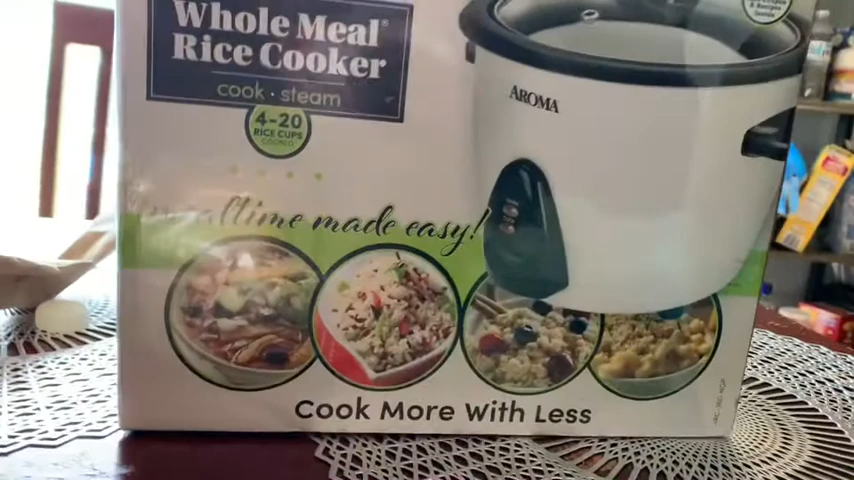 Whole Meal®
Rice Cooker
cook · steam
4-20
RICE CUPS
COOKED
AROMA
mealtime made easy!
Cook More With Less